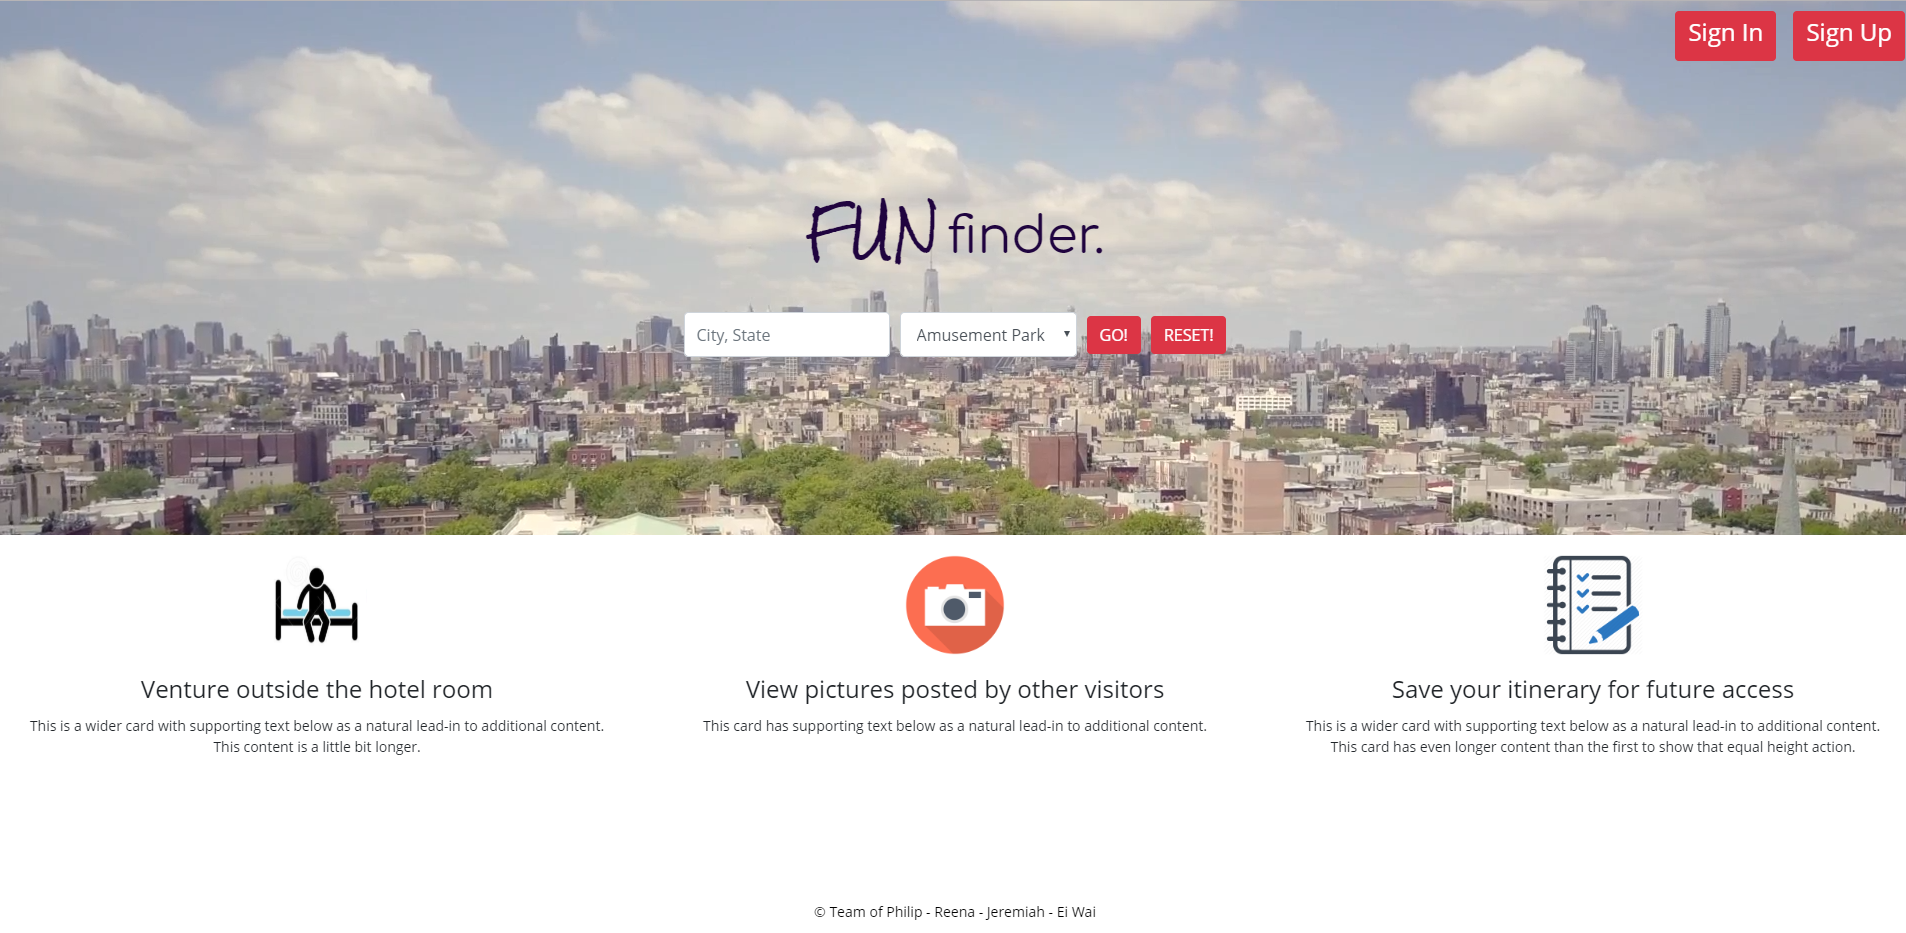 Sign In
Sign Up
FUN finder.
City, State
Amusement Park
GO!
RESET!
Venture outside the hotel room
This is a wider card with supporting text below as a natural lead-in to additional content.
This content is a little bit longer.
View pictures posted by other visitors
This card has supporting text below as a natural lead-in to additional content.
Save your itinerary for future access
This is a wider card with supporting text below as a natural lead-in to additional content.
This card has even longer content than the first to show that equal height action.
© Team of Philip - Reena - Jeremiah - Ei Wai